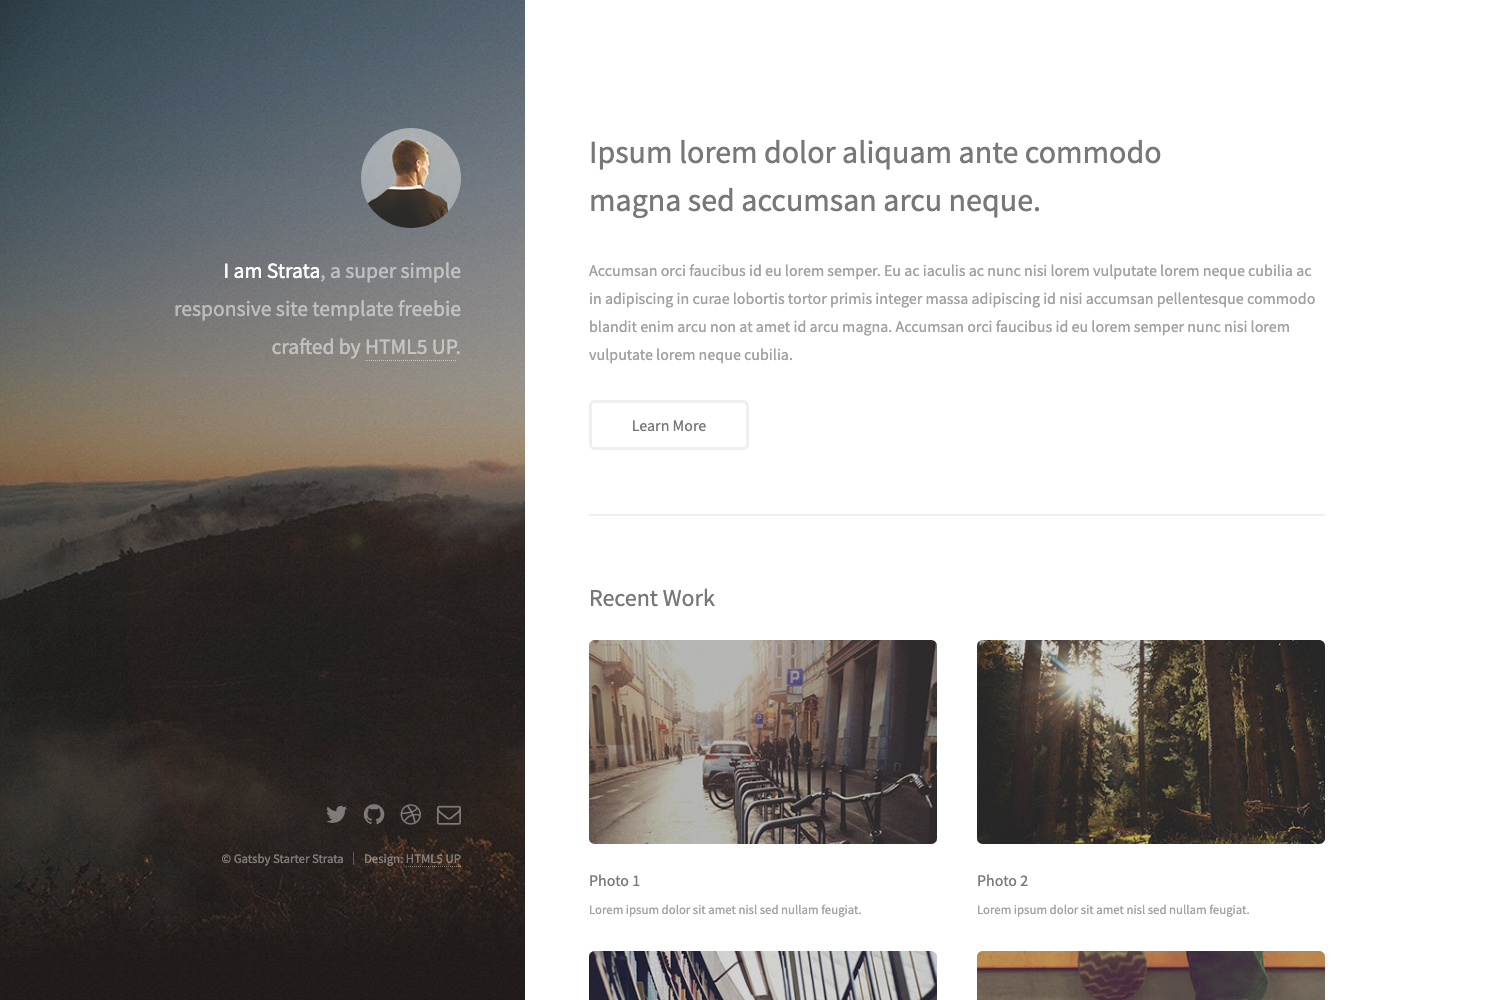 I am Strata, a super simple
responsive site template freebie
crafted by HTML5 UP.
© Gatsby Starter Strata
Design: HTML5 UP
Ipsum lorem dolor aliquam ante commodo
magna sed accumsan arcu neque.
Accumsan orci faucibus id eu lorem semper. Eu ac iaculis ac nunc nisi lorem vulputate lorem neque cubilia ac
in adipiscing in curae lobortis tortor primis integer massa adipiscing id nisi accumsan pellentesque commodo
blandit enim arcu non at amet id arcu magna. Accumsan orci faucibus id eu lorem semper nunc nisi lorem
vulputate lorem neque cubilia.
Learn More
Recent Work
P
P
Photo 1
Lorem ipsum dolor sit amet nisl sed nullam feugiat.
Photo 2
Lorem ipsum dolor sit amet nisl sed nullam feugiat.